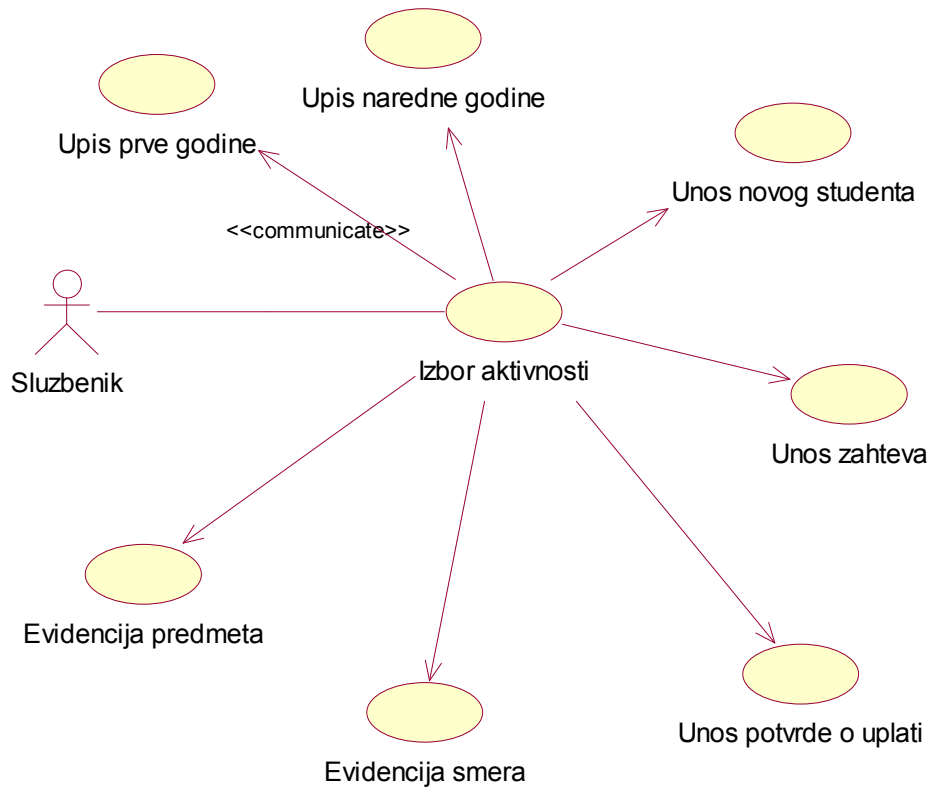 Upis naredne godine
Upis prve godine
Unos novog studenta
<<communicate>>
Izbor aktivnosti
Sluzbenik
Unos zahteva
Evidencija predmeta
Unos potvrde o uplati
Evidencija smera